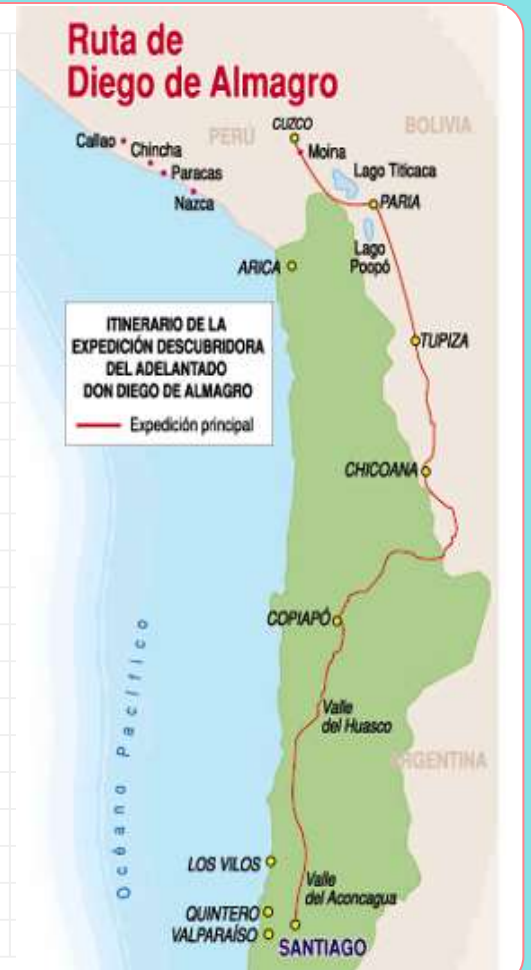 Ruta de
Diego de Almagro
CUZCO
PERÚ
BOLIVIA
Callao
Chincha
Moina
Paracas
Lago Titicaca
Nazca
PARIA
Lago
Poopó
ARICA
ITINERARIO DE LA
EXPEDICIÓN DESCUBRIDORA
DEL ADELANTADO
DON DIEGO DE ALMAGRO
Expedición principal
TUPIZA
CHICOANA
COPIAPÓ
Océano Pacífico
Valle
del Huasco
ARGENTINA
LOS VILOS
Valle
del Aconcagua
QUINTERO
VALPARAÍSO
SANTIAGO